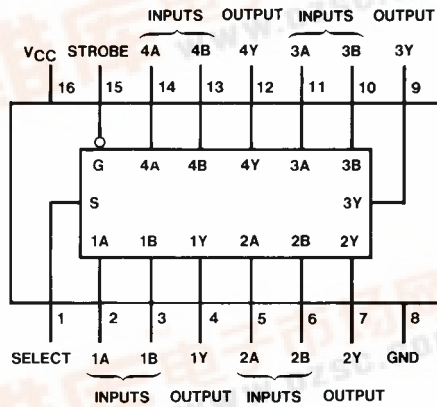 INPUTS OUTPUT INPUTS OUTPUT
VCC STROBE 4A 4B 4Y 3A 3B 3Y
16 15 14 13 12 11 10 9
G 4A 4B 4Y 3A 3B
S 3Y
1A 1B 1Y 2A 2B 2Y
1 2 3 4 5 6 7 8
SELECT 1A 1B 1Y 2A 2B 2Y GND
INPUTS OUTPUT INPUTS OUTPUT